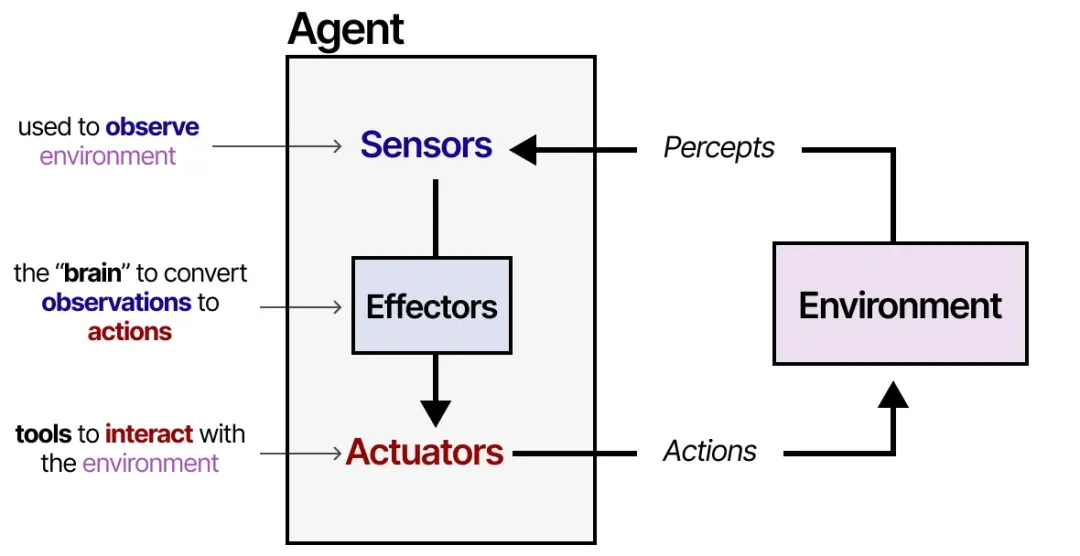 Agent
used to observe
environment
Sensors
Percepts
the “brain” to convert
observations to
actions
Effectors
Environment
tools to interact with
the environment
Actuators
Actions